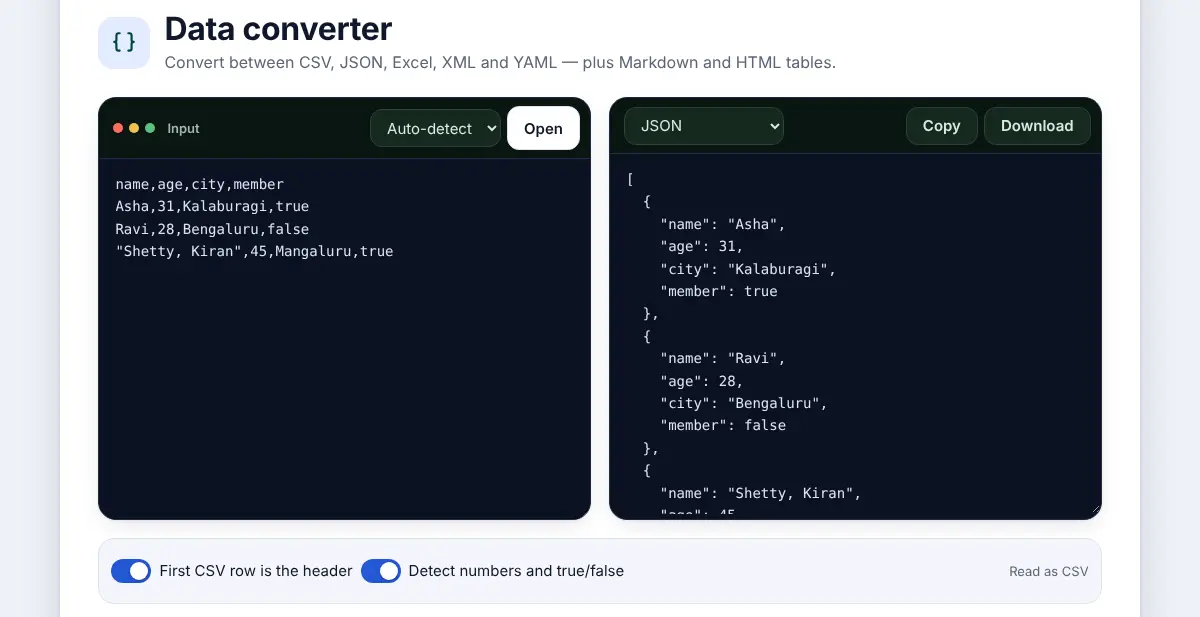 { }
Data converter
Convert between CSV, JSON, Excel, XML and YAML — plus Markdown and HTML tables.
Input
Auto-detect
Open
name,age,city,member
Asha,31,Kalaburagi,true
Ravi,28,Bengaluru,false
"Shetty, Kiran",45,Mangaluru,true
JSON
Copy
Download
[
  {
    "name": "Asha",
    "age": 31,
    "city": "Kalaburagi",
    "member": true
  },
  {
    "name": "Ravi",
    "age": 28,
    "city": "Bengaluru",
    "member": false
  },
  {
    "name": "Shetty, Kiran",
    "age": 45
First CSV row is the header
Detect numbers and true/false
Read as CSV